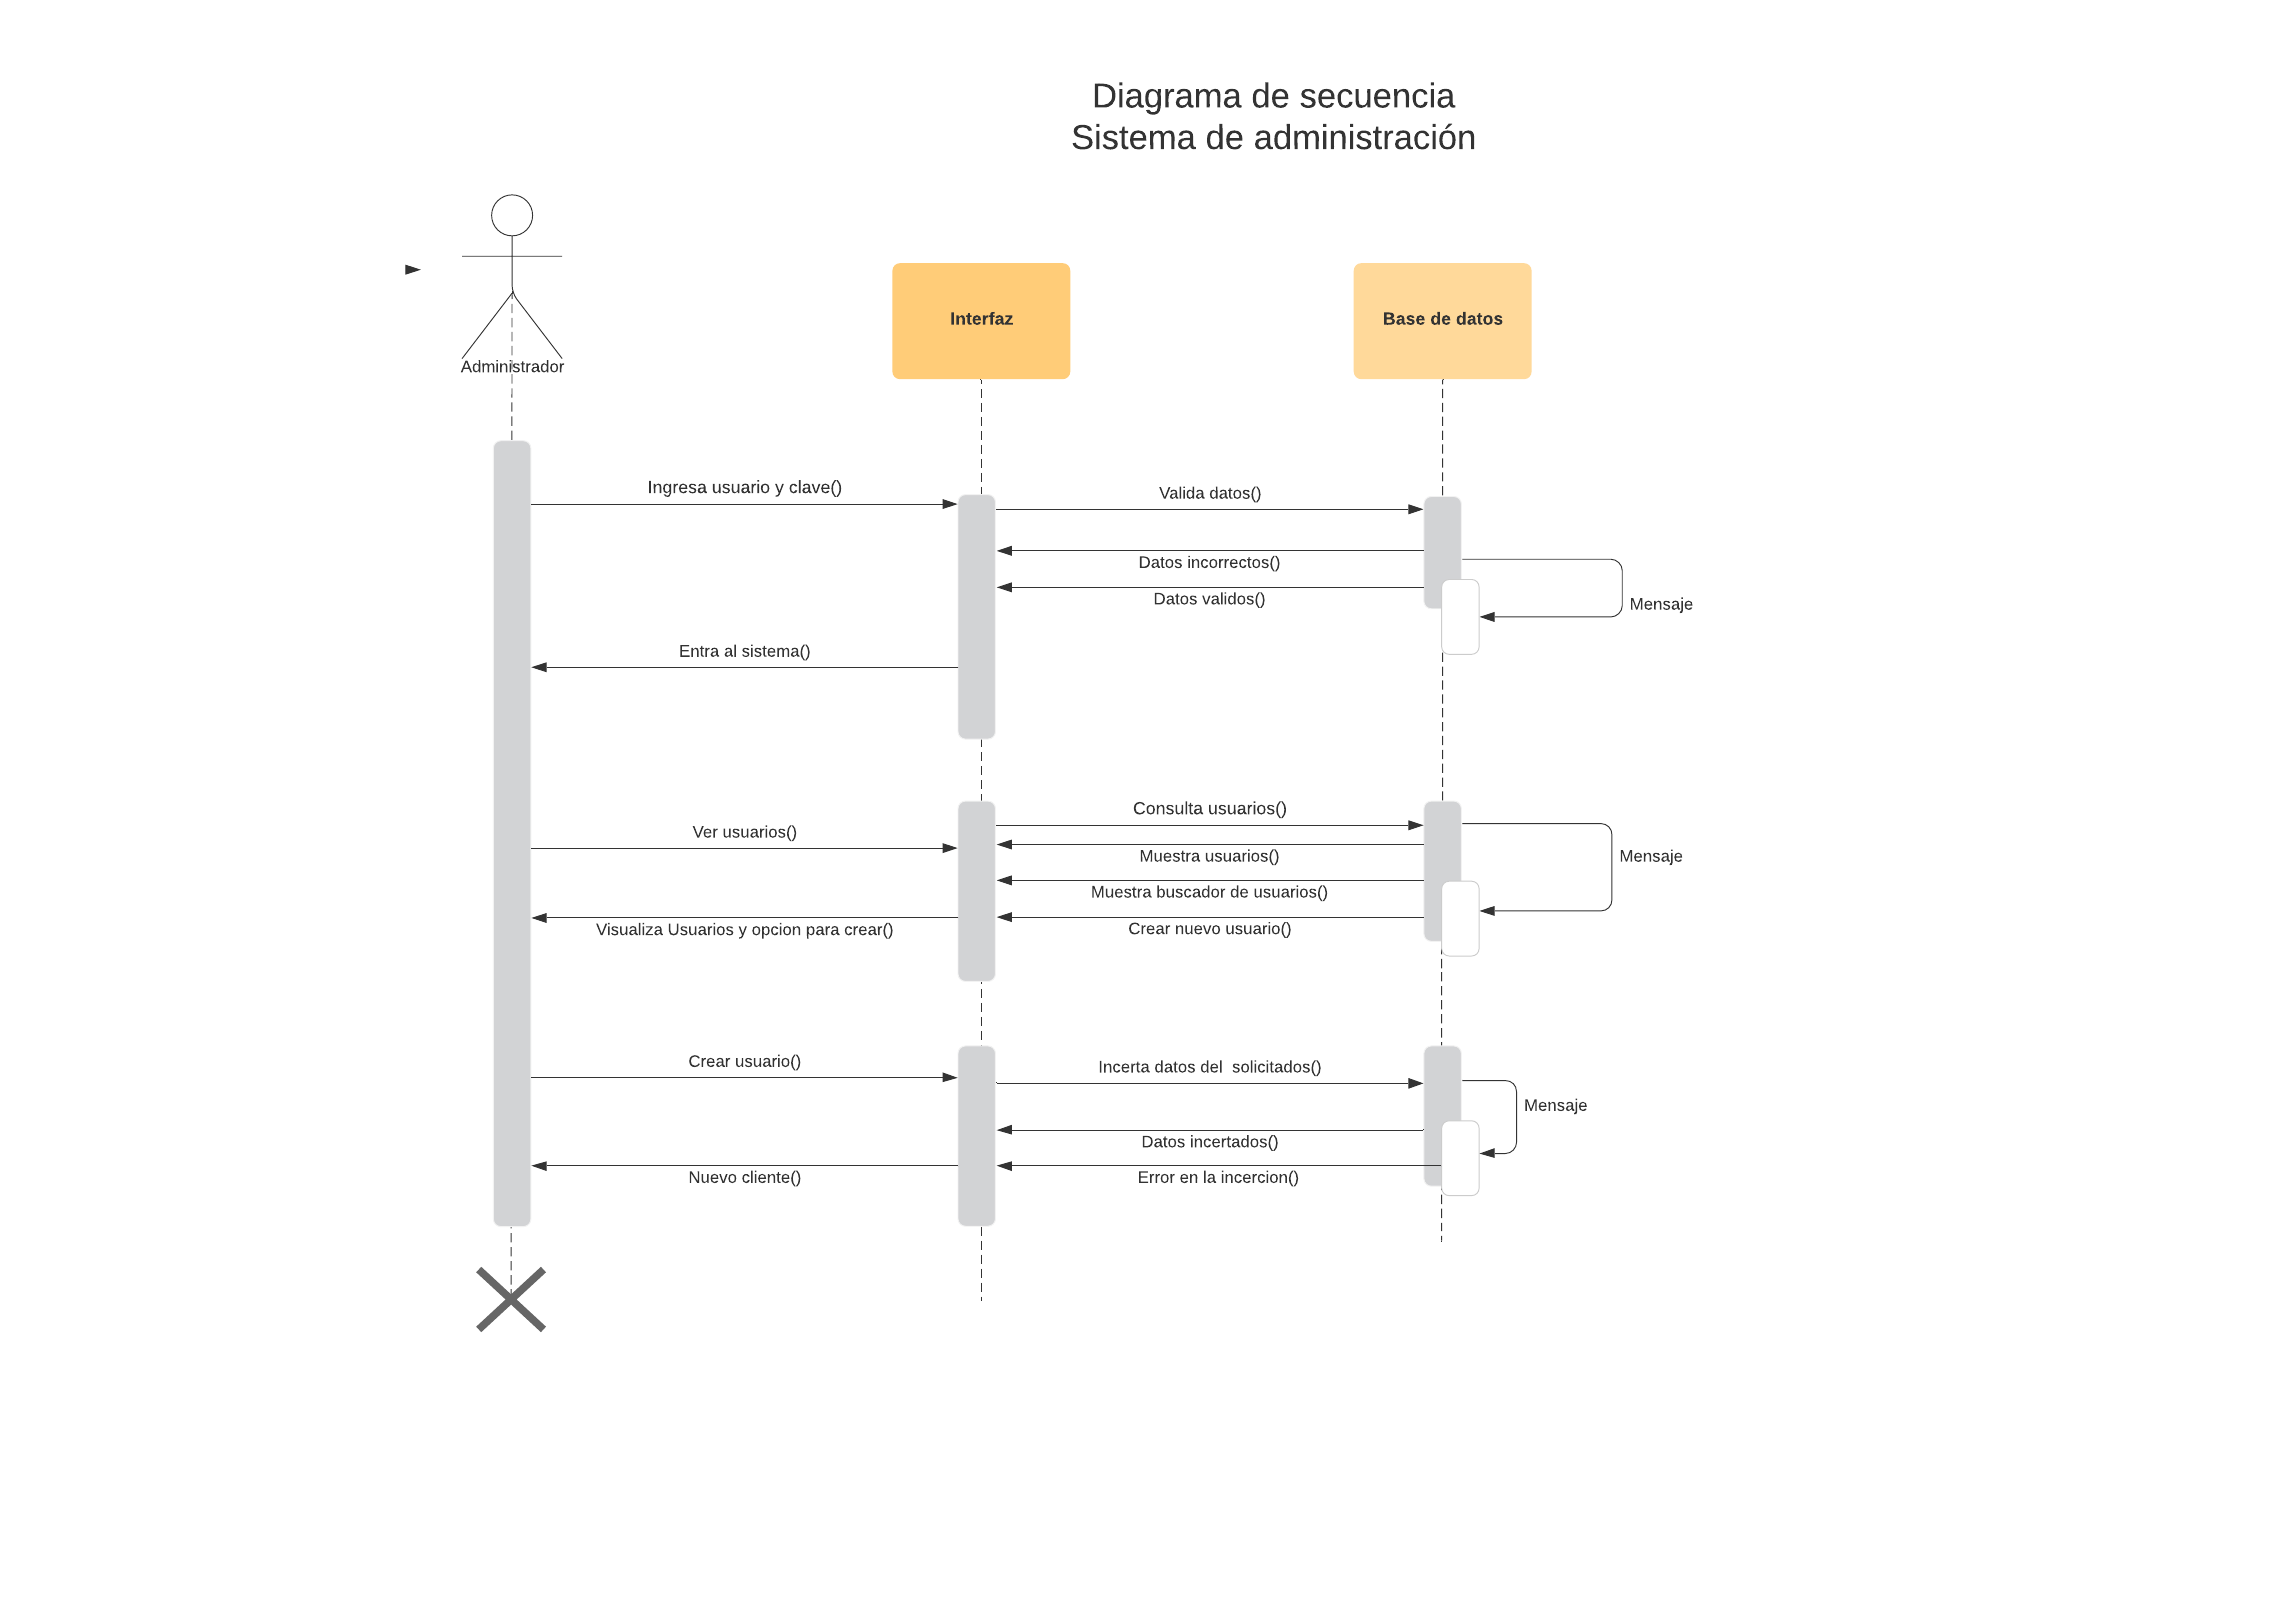 Diagrama de secuencia
Sistema de administración
Administrador
Interfaz
Base de datos
Ingresa usuario y clave()
Valida datos()
Datos incorrectos()
Datos validos()
Mensaje
Entra al sistema()
Consulta usuarios()
Ver usuarios()
Muestra usuarios()
Mensaje
Muestra buscador de usuarios()
Visualiza Usuarios y opcion para crear()
Crear nuevo usuario()
Crear usuario()
Incerta datos del  solicitados()
Mensaje
Datos incertados()
Nuevo cliente()
Error en la incercion()